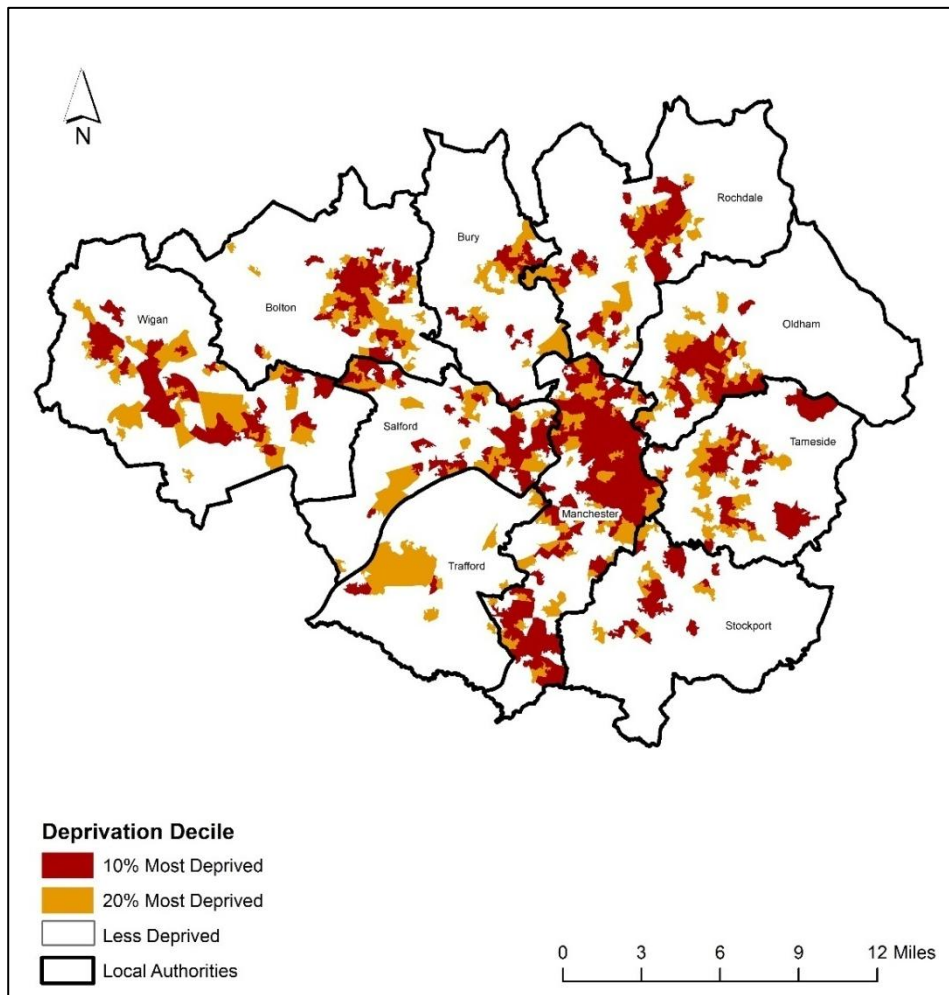 N
Rochdale
Bury
Oldham
Bolton
Wigan
Salford
Tameside
Manchester
Trafford
Stockport
Deprivation Decile
10% Most Deprived
20% Most Deprived
Less Deprived
Local Authorities
0 3 6 9 12 Miles